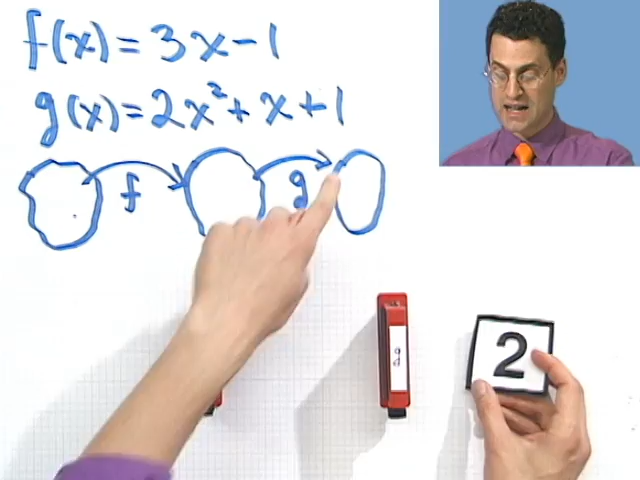 f(x) = 3x - 1
g(x) = 2x² + x + 1
f g
g
2